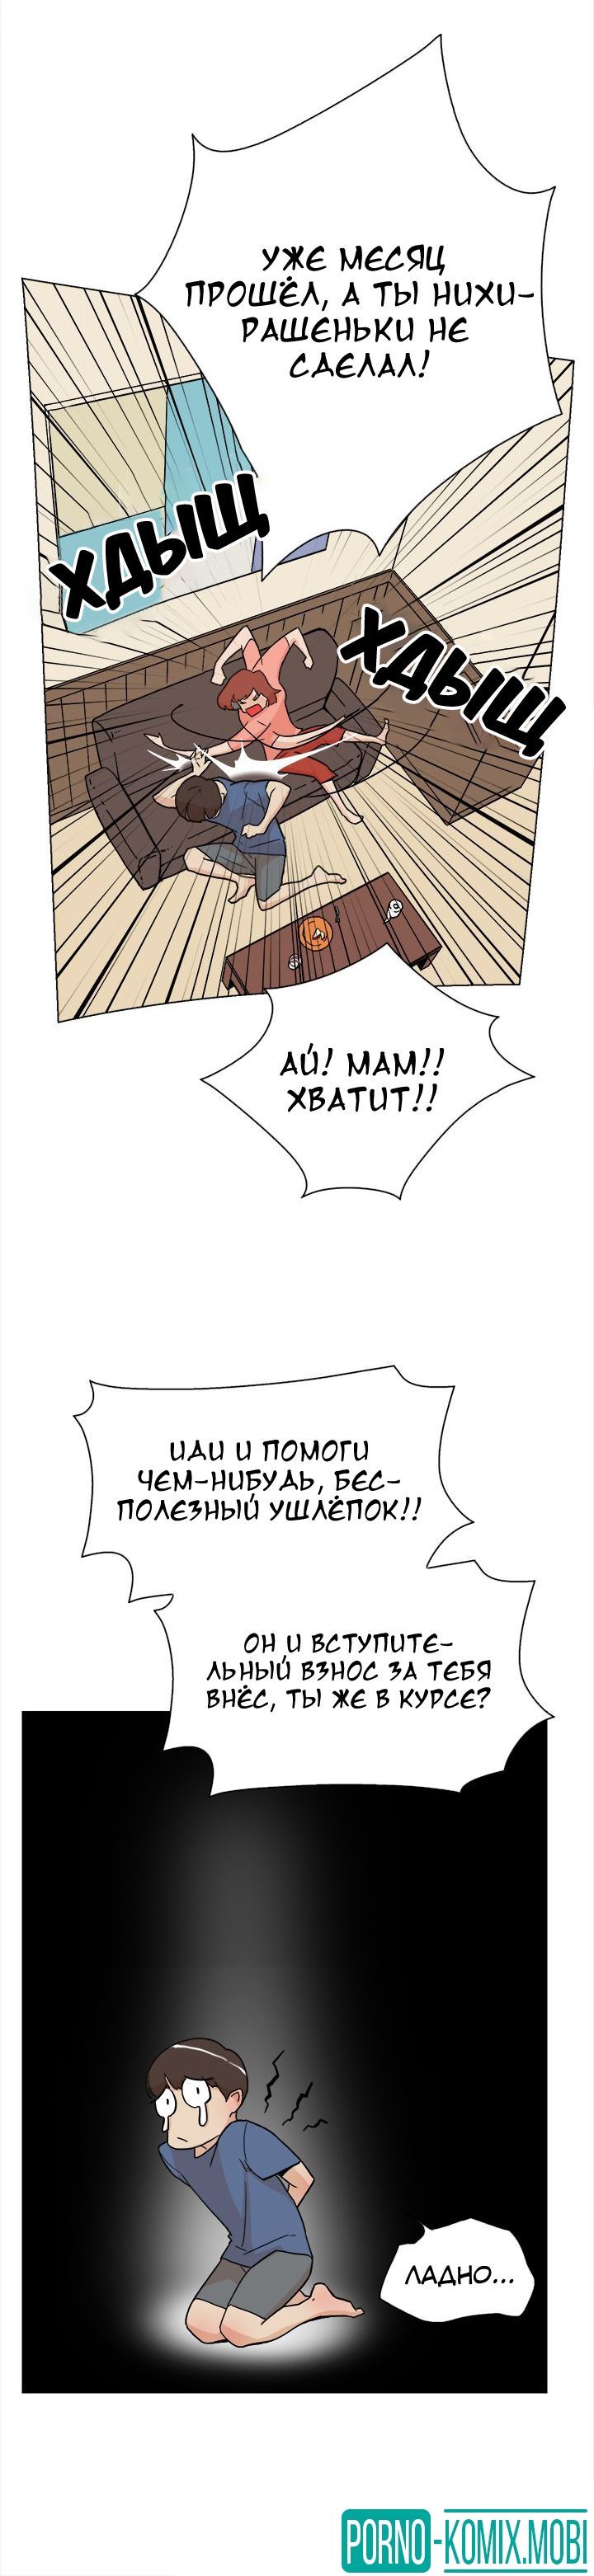 УЖЕ МЕСЯЦ
ПРОШЁЛ, А ТЫ НИХИ-
РАШЕНЬКИ НЕ
СДЕЛАЛ!
ХДЫЩ
ХДЫЩ
АЙ! МАМ!!
ХВАТИТ!!
ИДИ И ПОМОГИ
ЧЕМ-НИБУДЬ, БЕС-
ПОЛЕЗНЫЙ УШЛЁПОК!!
ОН И ВСТУПИТЕ-
ЛЬНЫЙ ВЗНОС ЗА ТЕБЯ
ВНЁС, ТЫ ЖЕ В КУРСЕ?
ЛАДНО...
PORNO-KOMIX.MOBI